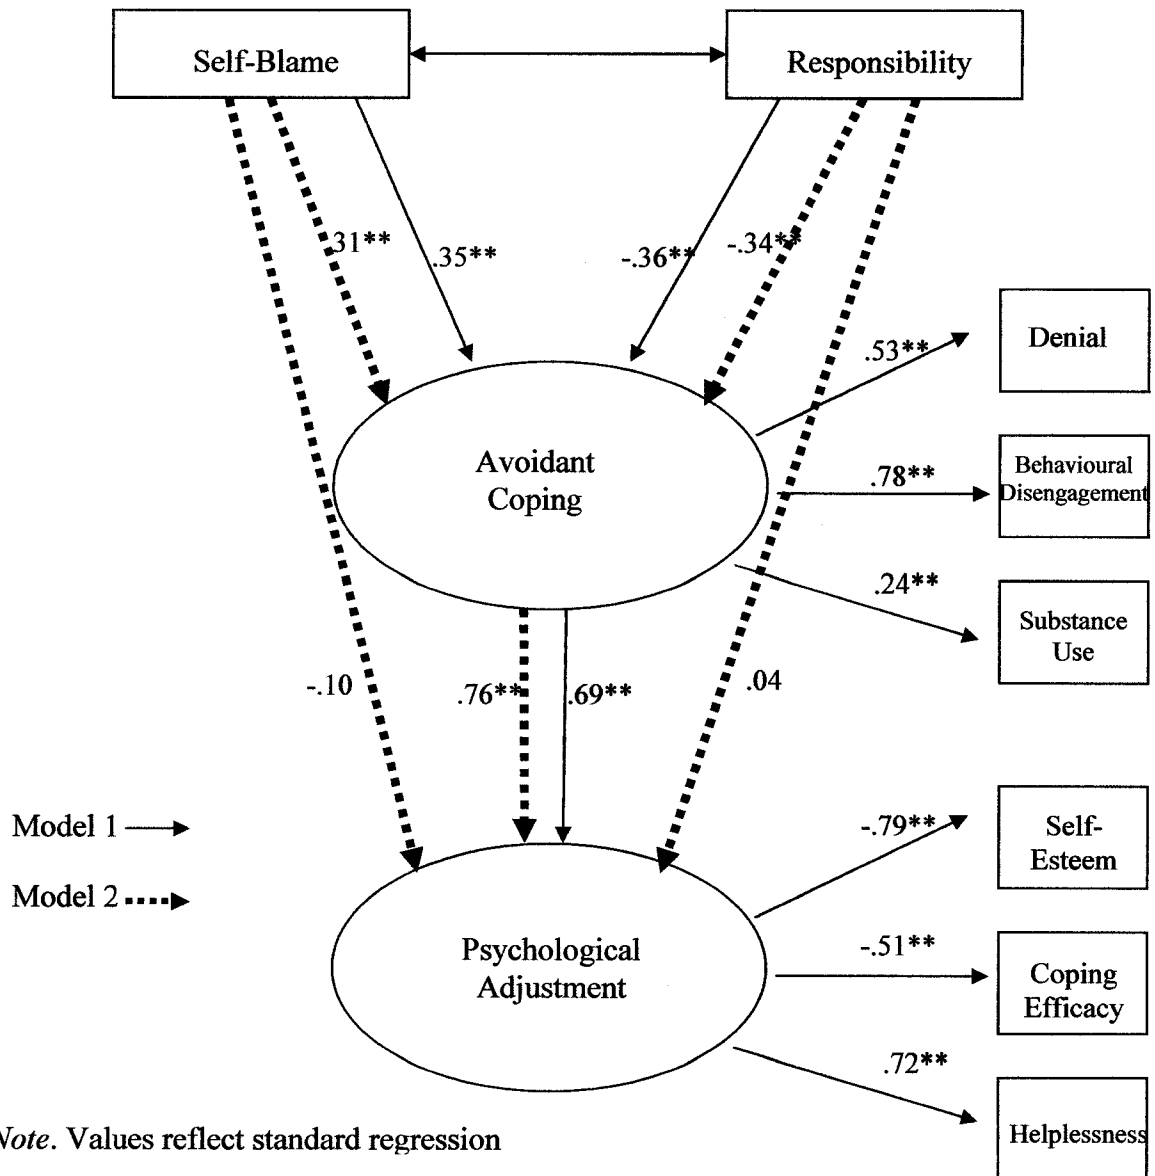 Self-Blame
Responsibility
.31**
.35**
-.36**
-.34**
Denial
.53**
Avoidant
Coping
Behavioural
Disengagement
.78**
.24**
Substance
Use
-.10
.76**
.69**
.04
Model 1
Model 2
Self-
Esteem
-.79**
Psychological
Adjustment
-.51**
Coping
Efficacy
.72**
Helplessness
Note. Values reflect standard regression